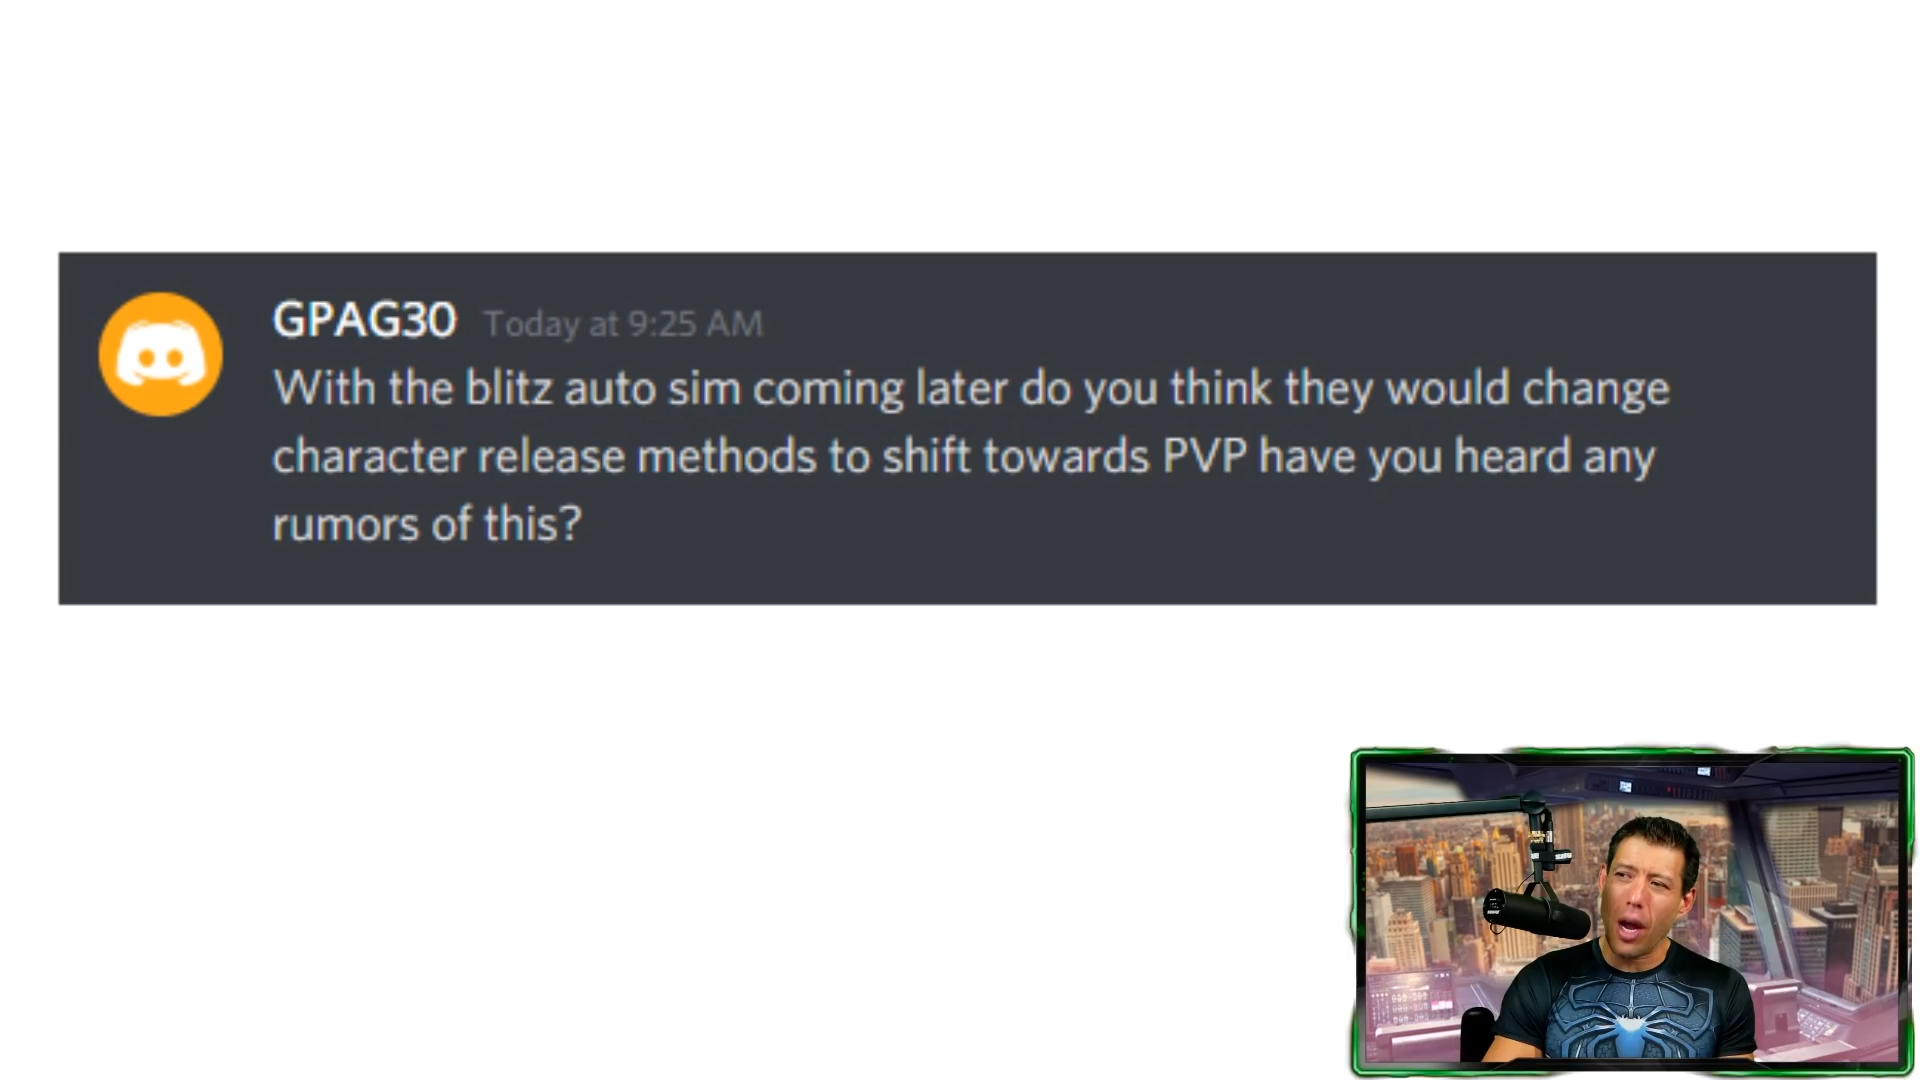 GPAG30 Today at 9:25 AM
With the blitz auto sim coming later do you think they would change
character release methods to shift towards PVP have you heard any
rumors of this?